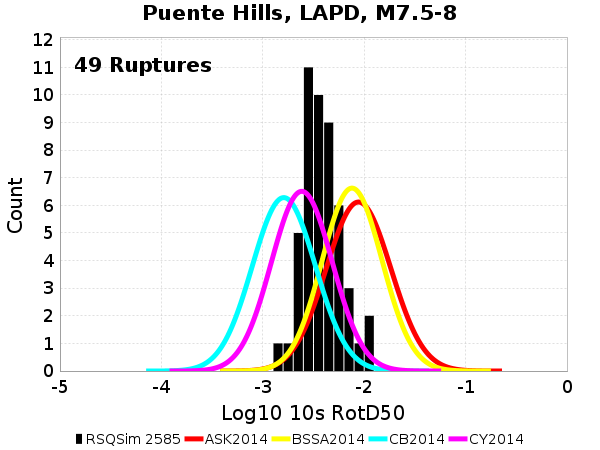 Puente Hills, LAPD, M7.5-8
49 Ruptures
Count
12
11
10
9
8
7
6
5
4
3
2
1
0
-5 -4 -3 -2 -1 0
Log10 10s RotD50
RSQSim 2585 ASK2014 BSSA2014 CB2014 CY2014